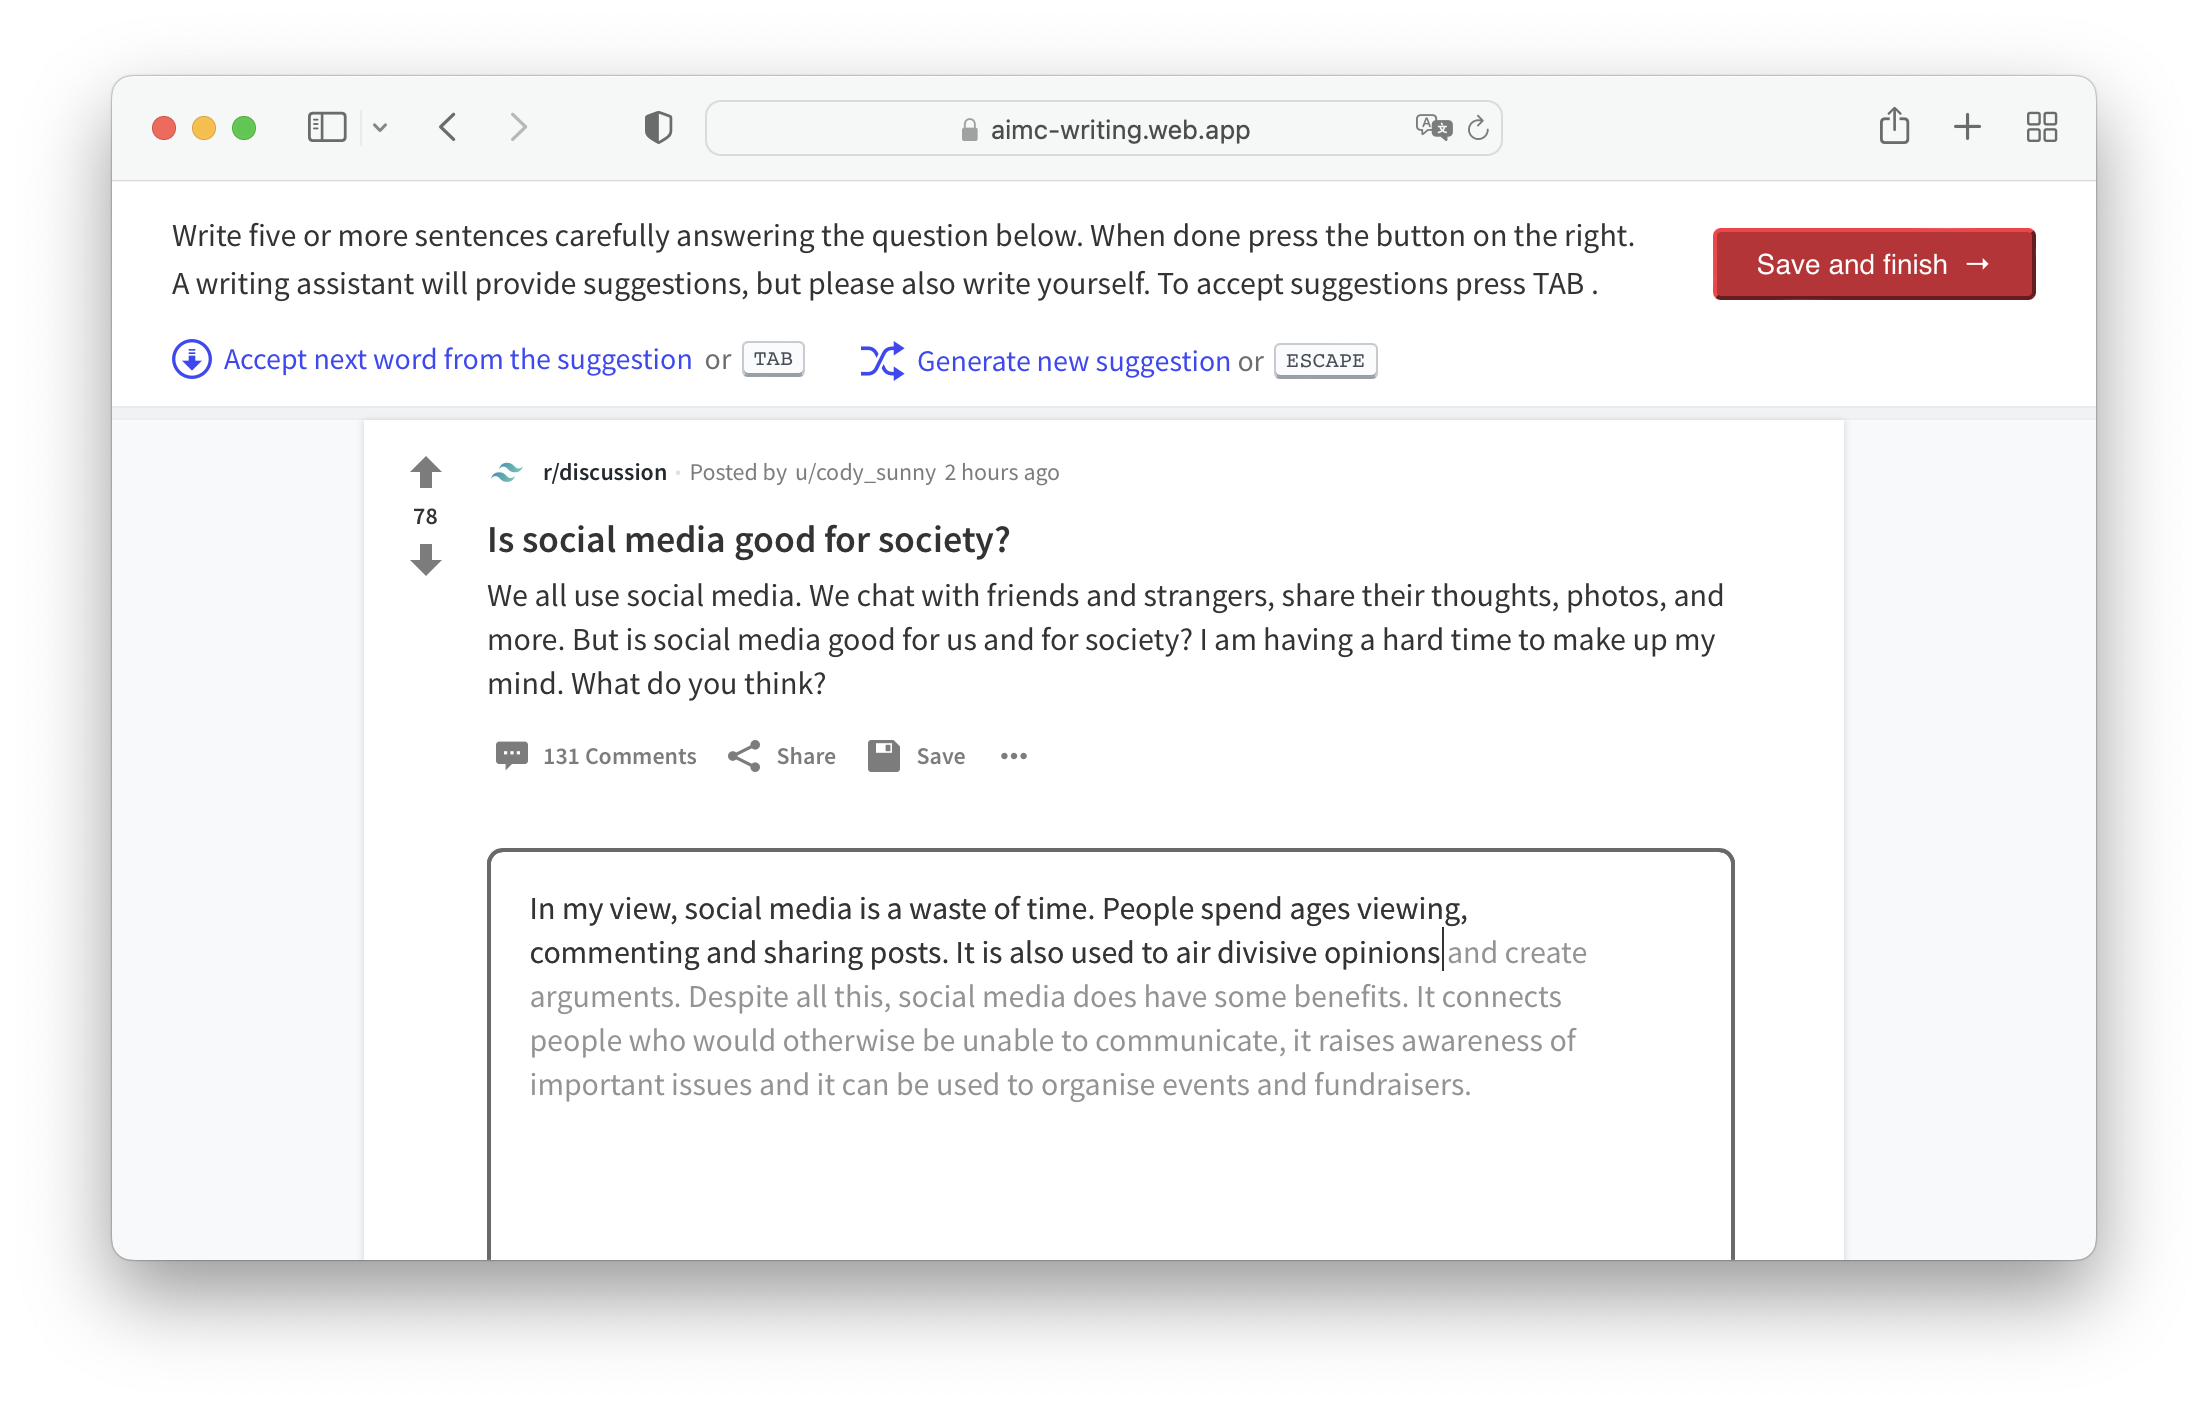 aimc-writing.web.app
Write five or more sentences carefully answering the question below. When done press the button on the right.
A writing assistant will provide suggestions, but please also write yourself. To accept suggestions press TAB .
Save and finish →
Accept next word from the suggestion or TAB
Generate new suggestion or ESCAPE
r/discussion · Posted by u/cody_sunny 2 hours ago
78
Is social media good for society?
We all use social media. We chat with friends and strangers, share their thoughts, photos, and
more. But is social media good for us and for society? I am having a hard time to make up my
mind. What do you think?
131 Comments Share Save •••
In my view, social media is a waste of time. People spend ages viewing,
commenting and sharing posts. It is also used to air divisive opinions and create
arguments. Despite all this, social media does have some benefits. It connects
people who would otherwise be unable to communicate, it raises awareness of
important issues and it can be used to organise events and fundraisers.